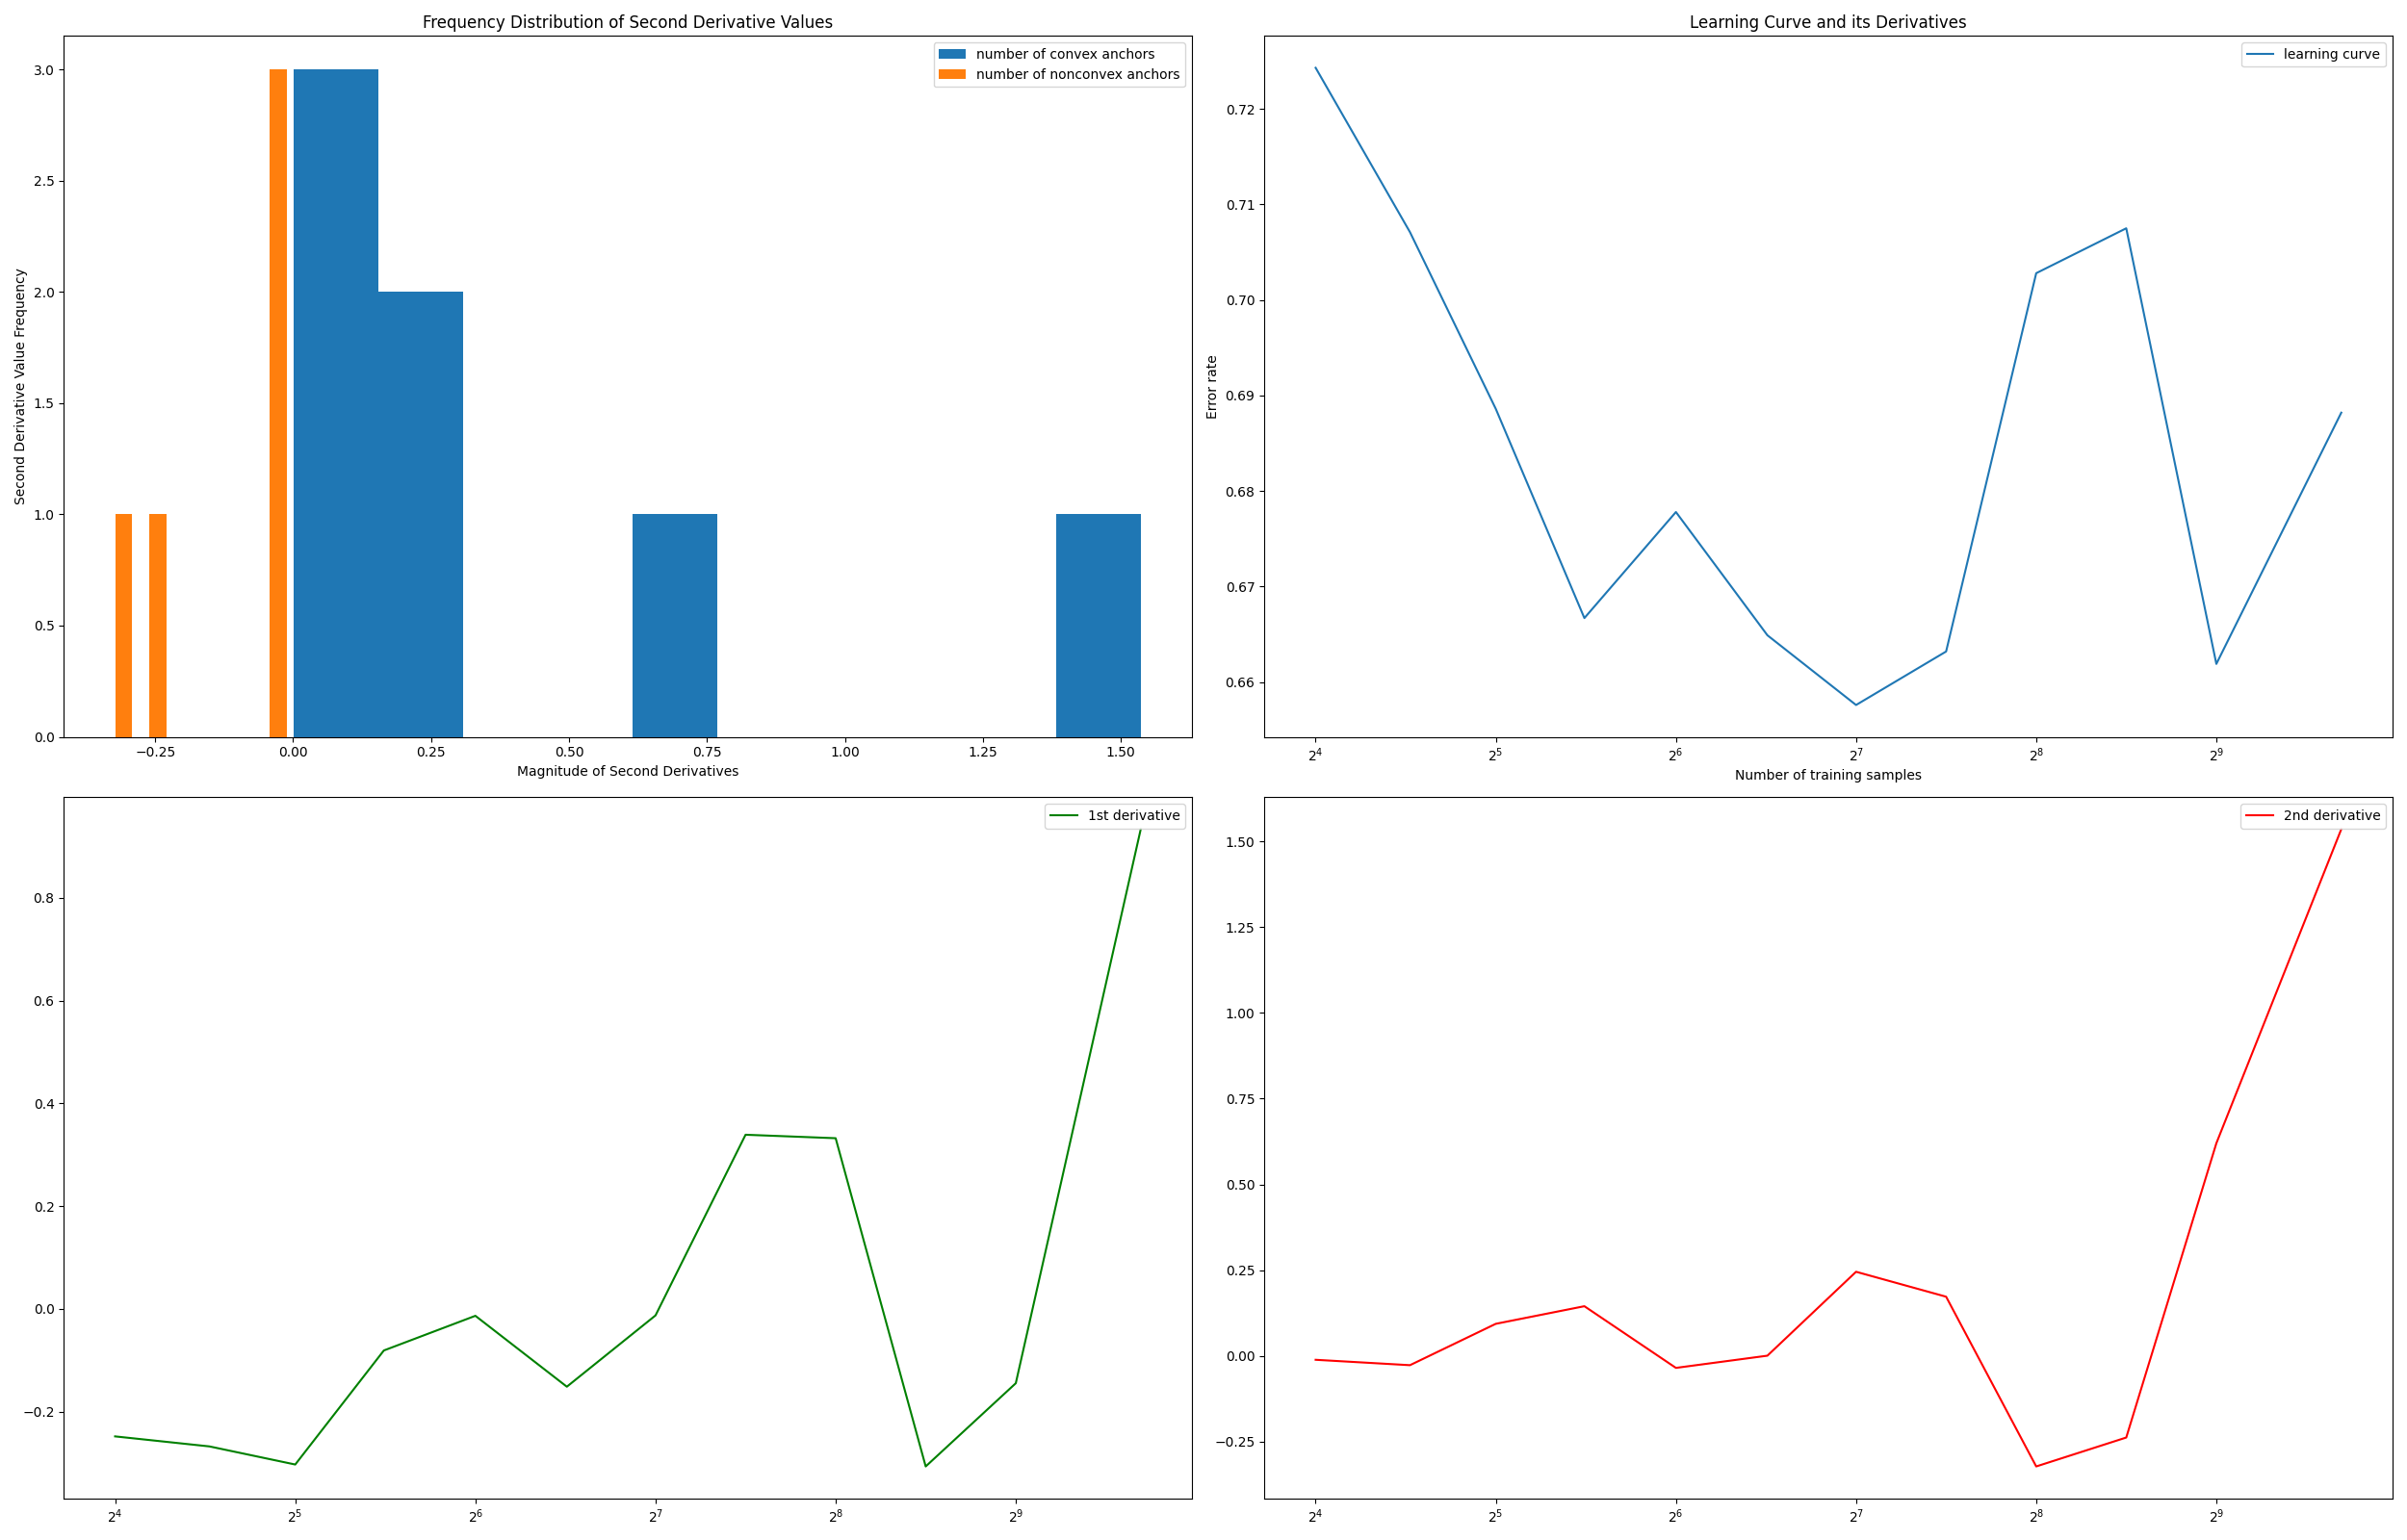 Frequency Distribution of Second Derivative Values
number of convex anchors
number of nonconvex anchors
Second Derivative Value Frequency
3.0
2.5
2.0
1.5
1.0
0.5
0.0
−0.25 0.00 0.25 0.50 0.75 1.00 1.25 1.50
Magnitude of Second Derivatives
Learning Curve and its Derivatives
learning curve
Error rate
0.72
0.71
0.70
0.69
0.68
0.67
0.66
2⁴ 2⁵ 2⁶ 2⁷ 2⁸ 2⁹
Number of training samples
1st derivative
0.8
0.6
0.4
0.2
0.0
−0.2
2⁴ 2⁵ 2⁶ 2⁷ 2⁸ 2⁹
2nd derivative
1.50
1.25
1.00
0.75
0.50
0.25
0.00
−0.25
2⁴ 2⁵ 2⁶ 2⁷ 2⁸ 2⁹